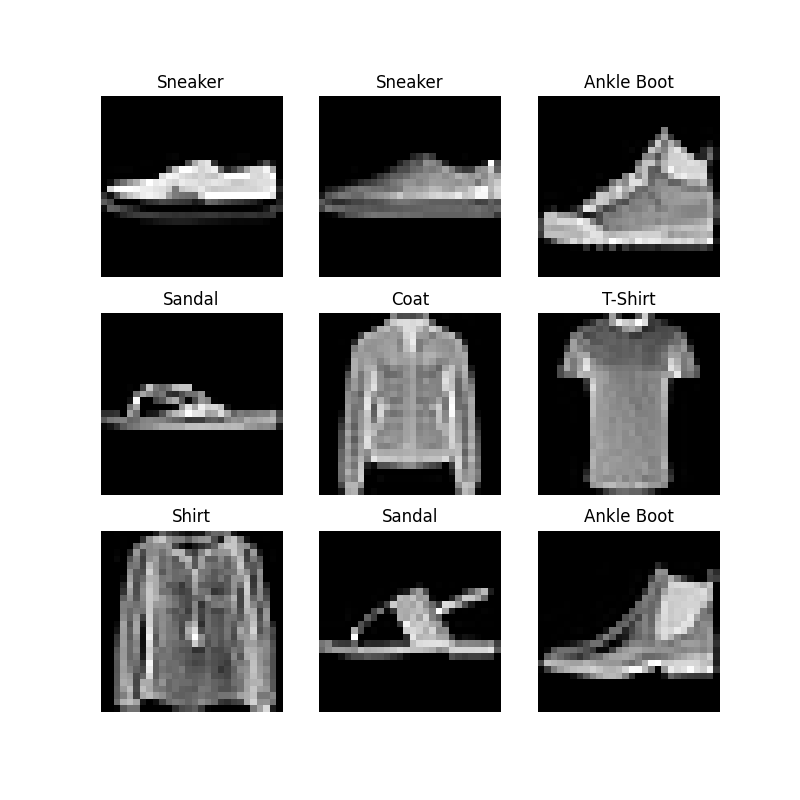 Sneaker
Sneaker
Ankle Boot
Sandal
Coat
T-Shirt
Shirt
Sandal
Ankle Boot